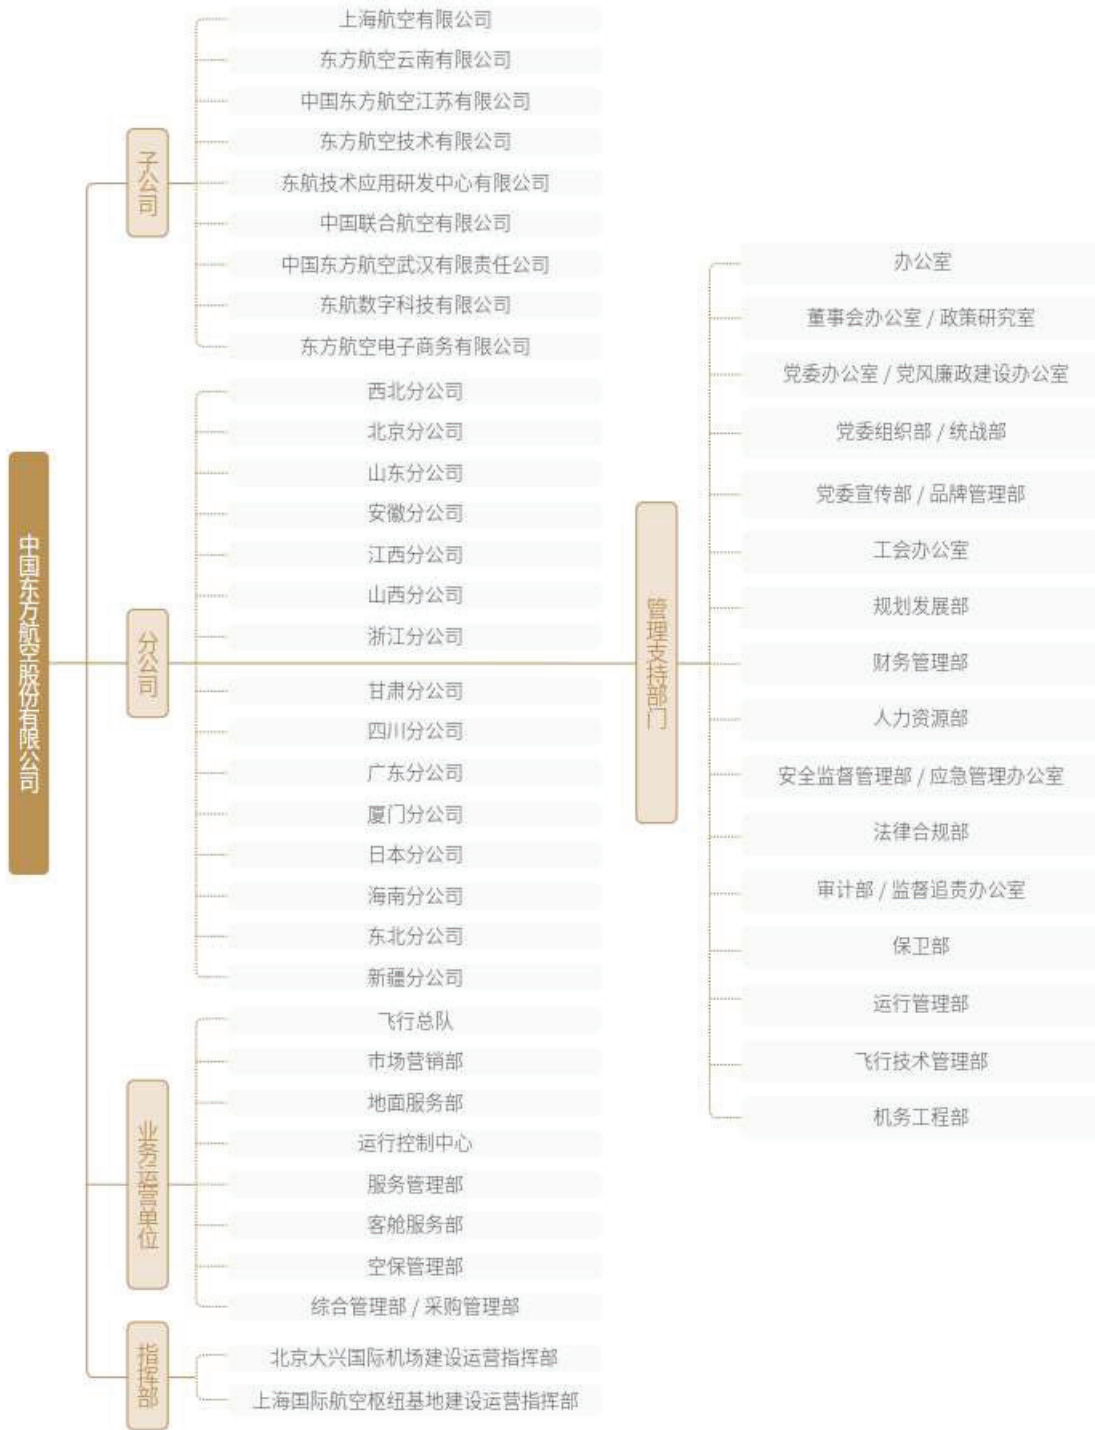 中国东方航空股份有限公司
子公司
上海航空有限公司
东方航空云南有限公司
中国东方航空江苏有限公司
东方航空技术有限公司
东航技术应用研发中心有限公司
中国联合航空有限公司
中国东方航空武汉有限责任公司
东航数字科技有限公司
东方航空电子商务有限公司
分公司
西北分公司
北京分公司
山东分公司
安徽分公司
江西分公司
山西分公司
浙江分公司
甘肃分公司
四川分公司
广东分公司
厦门分公司
日本分公司
海南分公司
东北分公司
新疆分公司
业务运营单位
飞行总队
市场营销部
地面服务部
运行控制中心
服务管理部
客舱服务部
空保管理部
综合管理部 / 采购管理部
指挥部
北京大兴国际机场建设运营指挥部
上海国际航空枢纽基地建设运营指挥部
管理支持部门
办公室
董事会办公室 / 政策研究室
党委办公室 / 党风廉政建设办公室
党委组织部 / 统战部
党委宣传部 / 品牌管理部
工会办公室
规划发展部
财务管理部
人力资源部
安全监督管理部 / 应急管理办公室
法律合规部
审计部 / 监督追责办公室
保卫部
运行管理部
飞行技术管理部
机务工程部